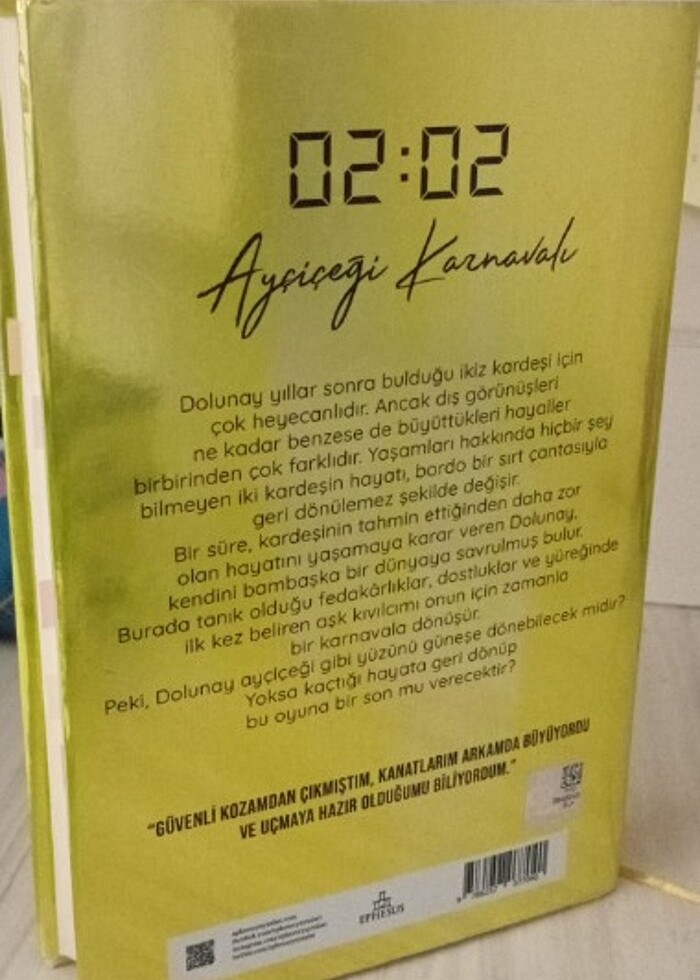 02:02
Ayçiçeği Karnavalı
Dolunay yıllar sonra bulduğu ikiz kardeşi için
çok heyecanlıdır. Ancak dış görünüşleri
ne kadar benzese de büyüttükleri hayaller
birbirinden çok farklıdır. Yaşamları hakkında hiçbir şey
bilmeyen iki kardeşin hayatı, bordo bir sırt çantasıyla
geri dönülemez şekilde değişir.
Bir süre, kardeşinin tahmin ettiğinden daha zor
olan hayatını yaşamaya karar veren Dolunay,
kendini bambaşka bir dünyaya savrulmuş bulur.
Burada tanık olduğu fedakârlıklar, dostluklar ve yüreğinde
ilk kez beliren aşk kıvılcımı onun için zamanla
bir karnavala dönüşür.
Peki, Dolunay ayçiçeği gibi yüzünü güneşe dönebilecek midir?
Yoksa kaçtığı hayata geri dönüp
bu oyuna bir son mu verecektir?
"GÜVENLİ KOZAMDAN ÇIKMIŞTIM, KANATLARIM ARKAMDA BÜYÜYORDU
VE UÇMAYA HAZIR OLDUĞUMU BİLİYORDUM."
EPHESUS